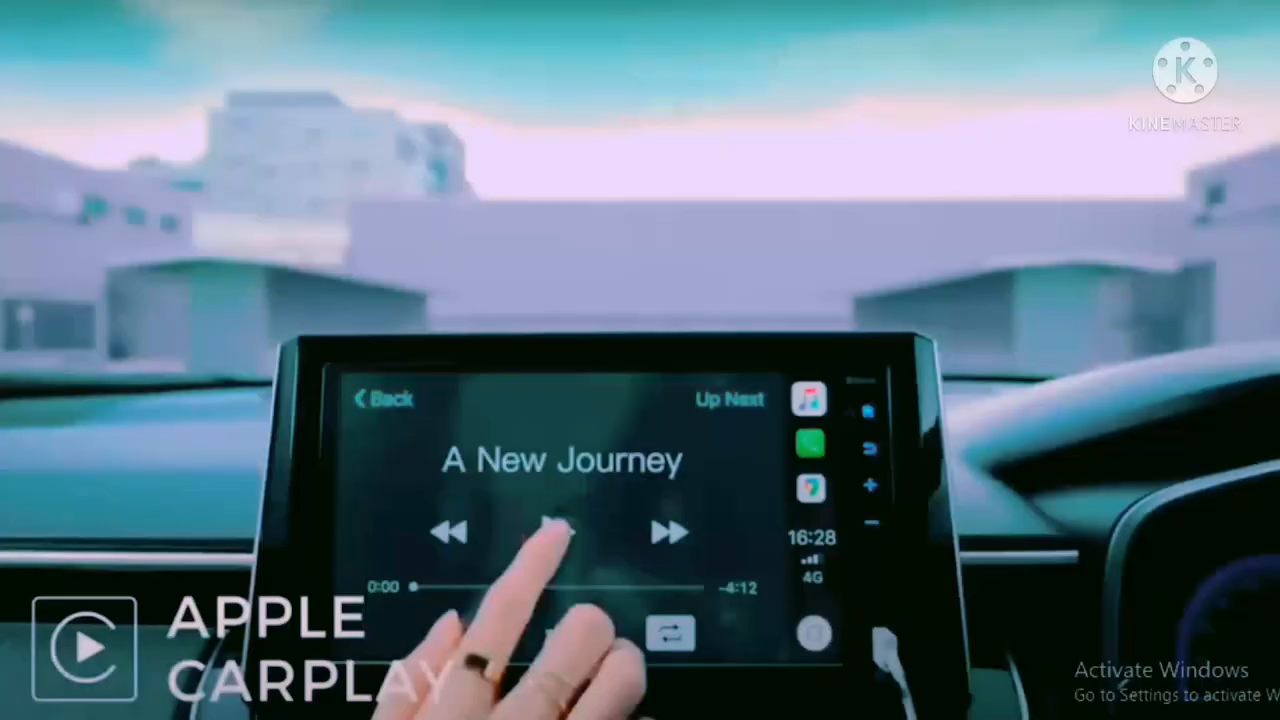 KINEMASTER
Back
Up Next
A New Journey
0:00
-4:12
16:28
4G
APPLE
CARPLAY
Activate Windows
Go to Settings to activate W